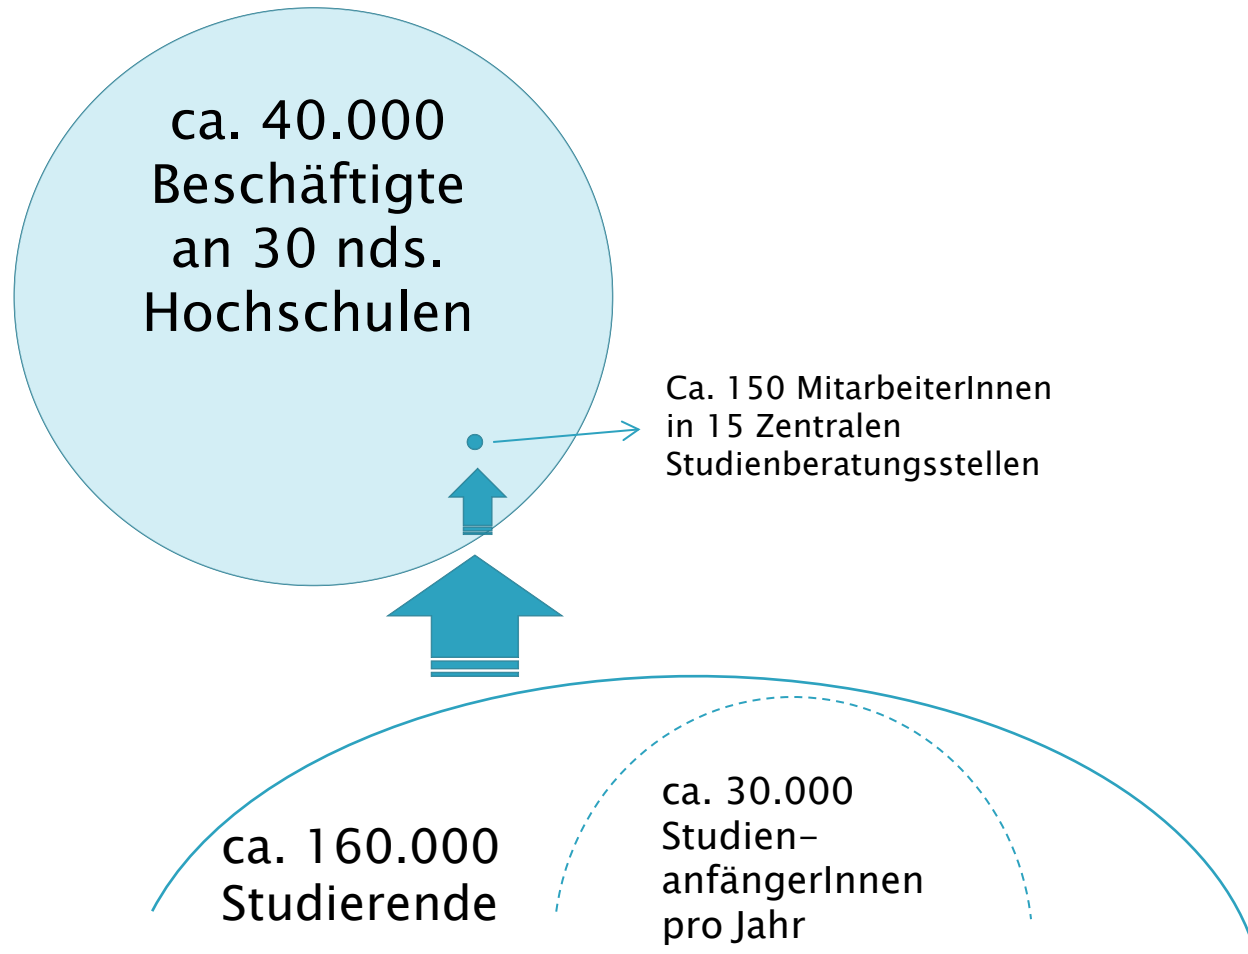 ca. 40.000
Beschäftigte
an 30 nds.
Hochschulen
Ca. 150 MitarbeiterInnen
in 15 Zentralen
Studienberatungsstellen
ca. 160.000
Studierende
ca. 30.000
Studien-
anfängerInnen
pro Jahr